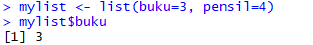 > mylist <- list(buku=3, pensil=4)
> mylist$buku
[1] 3